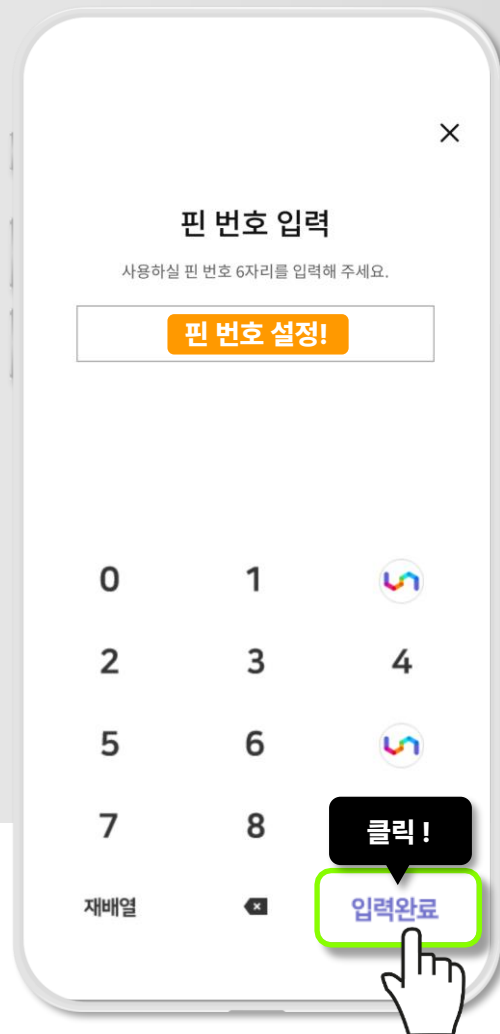 핀 번호 입력
사용하실 핀 번호 6자리를 입력해 주세요.
핀 번호 설정!
0 1
2 3 4
5 6
7 8
클릭 !
재배열 입력완료